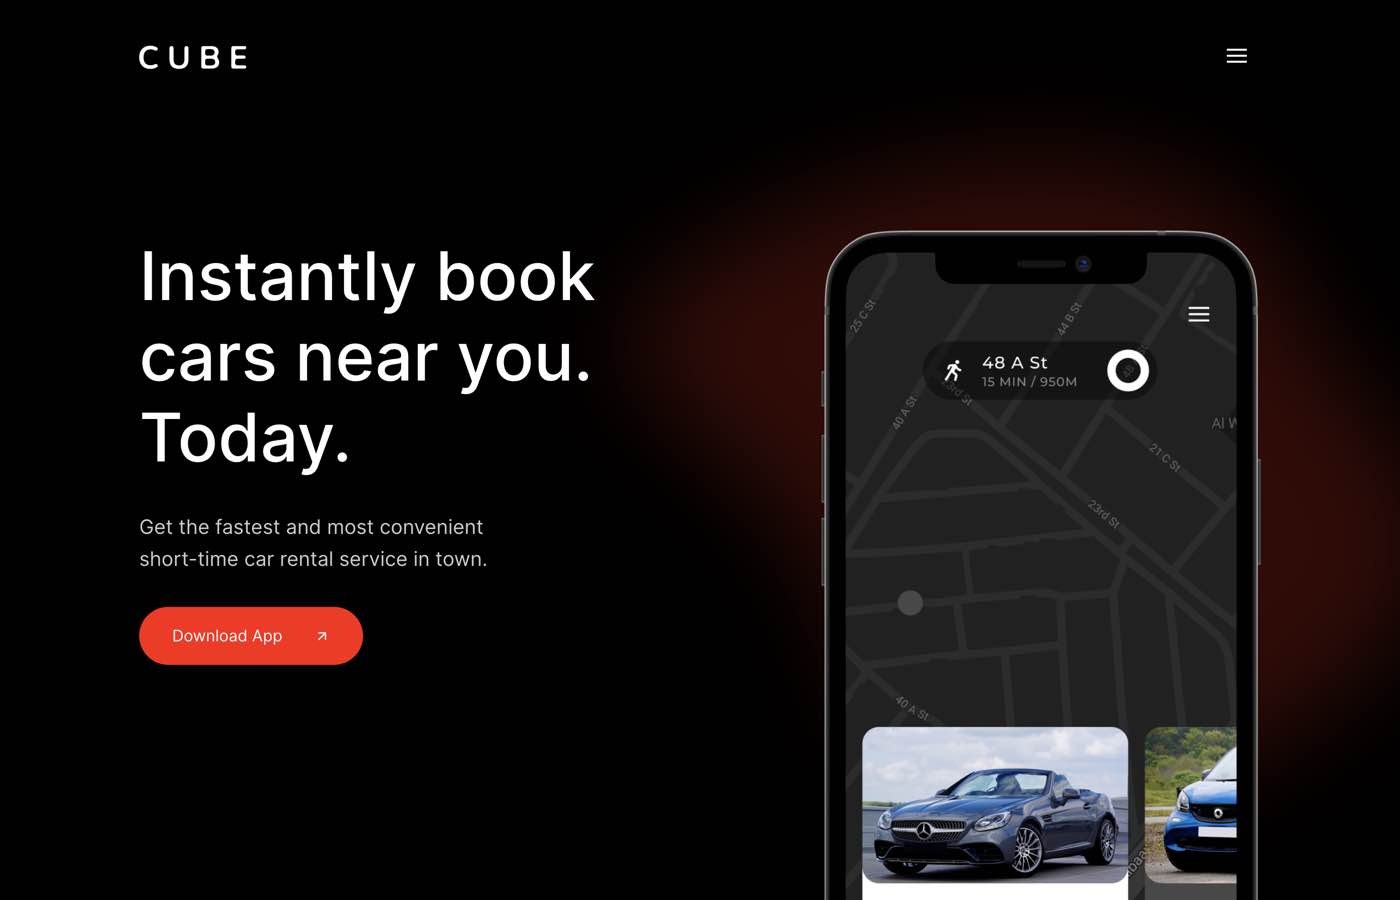 CUBE
Instantly book
cars near you.
Today.
Get the fastest and most convenient
short-time car rental service in town.
Download App
25 C St
44 B St
48 A St
15 MIN / 950M
23rd St
40 A St
21 C St
23rd St
40 A St